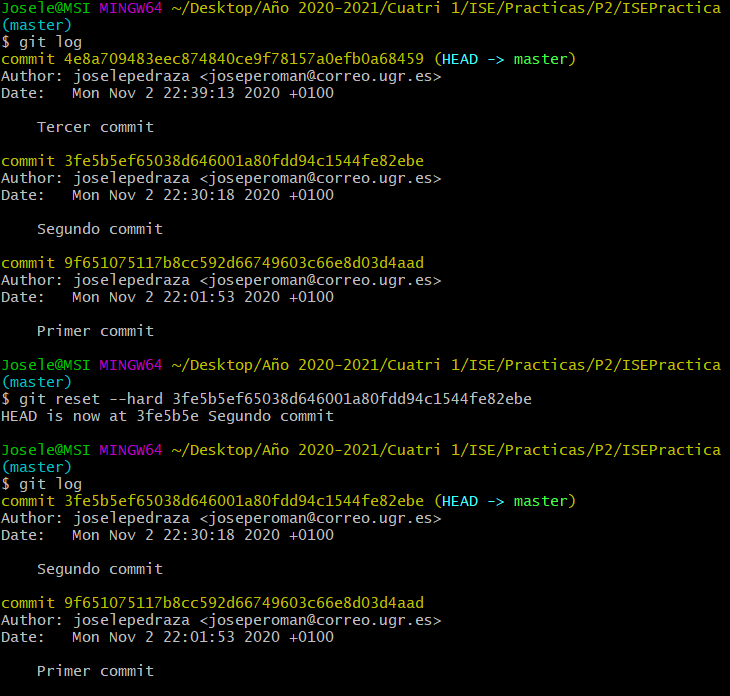 Josele@MSI MINGW64 ~/Desktop/Año 2020-2021/Cuatri 1/ISE/Practicas/P2/ISEPractica
(master)
$ git log
commit 4e8a709483eec874840ce9f78157a0efb0a68459 (HEAD -> master)
Author: joselepedraza <joseperoman@correo.ugr.es>
Date:   Mon Nov 2 22:39:13 2020 +0100

    Tercer commit

commit 3fe5b5ef65038d646001a80fdd94c1544fe82ebe
Author: joselepedraza <joseperoman@correo.ugr.es>
Date:   Mon Nov 2 22:30:18 2020 +0100

    Segundo commit

commit 9f651075117b8cc592d66749603c66e8d03d4aad
Author: joselepedraza <joseperoman@correo.ugr.es>
Date:   Mon Nov 2 22:01:53 2020 +0100

    Primer commit

Josele@MSI MINGW64 ~/Desktop/Año 2020-2021/Cuatri 1/ISE/Practicas/P2/ISEPractica
(master)
$ git reset --hard 3fe5b5ef65038d646001a80fdd94c1544fe82ebe
HEAD is now at 3fe5b5e Segundo commit

Josele@MSI MINGW64 ~/Desktop/Año 2020-2021/Cuatri 1/ISE/Practicas/P2/ISEPractica
(master)
$ git log
commit 3fe5b5ef65038d646001a80fdd94c1544fe82ebe (HEAD -> master)
Author: joselepedraza <joseperoman@correo.ugr.es>
Date:   Mon Nov 2 22:30:18 2020 +0100

    Segundo commit

commit 9f651075117b8cc592d66749603c66e8d03d4aad
Author: joselepedraza <joseperoman@correo.ugr.es>
Date:   Mon Nov 2 22:01:53 2020 +0100

    Primer commit